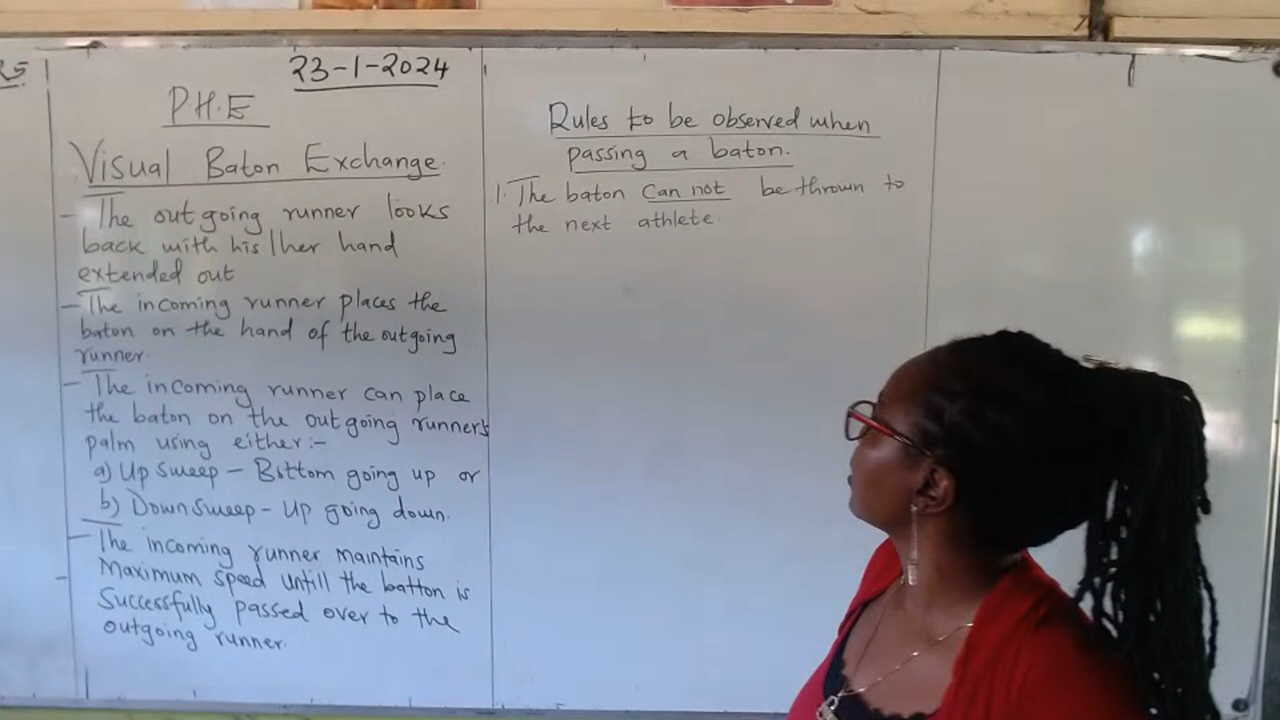 23-1-2024
P.H.E
Visual Baton Exchange.
- The outgoing runner looks
back with his/her hand
extended out
- The incoming runner places the
baton on the hand of the outgoing
runner.
- The incoming runner can place
the baton on the outgoing runner's
palm using either:-
a) Up sweep - Bottom going up or
b) Down sweep - Up going down.
- The incoming runner maintains
Maximum speed untill the batton is
Successfully passed over to the
outgoing runner.
Rules to be observed when
passing a baton.
1. The baton Can not be thrown to
the next athlete.